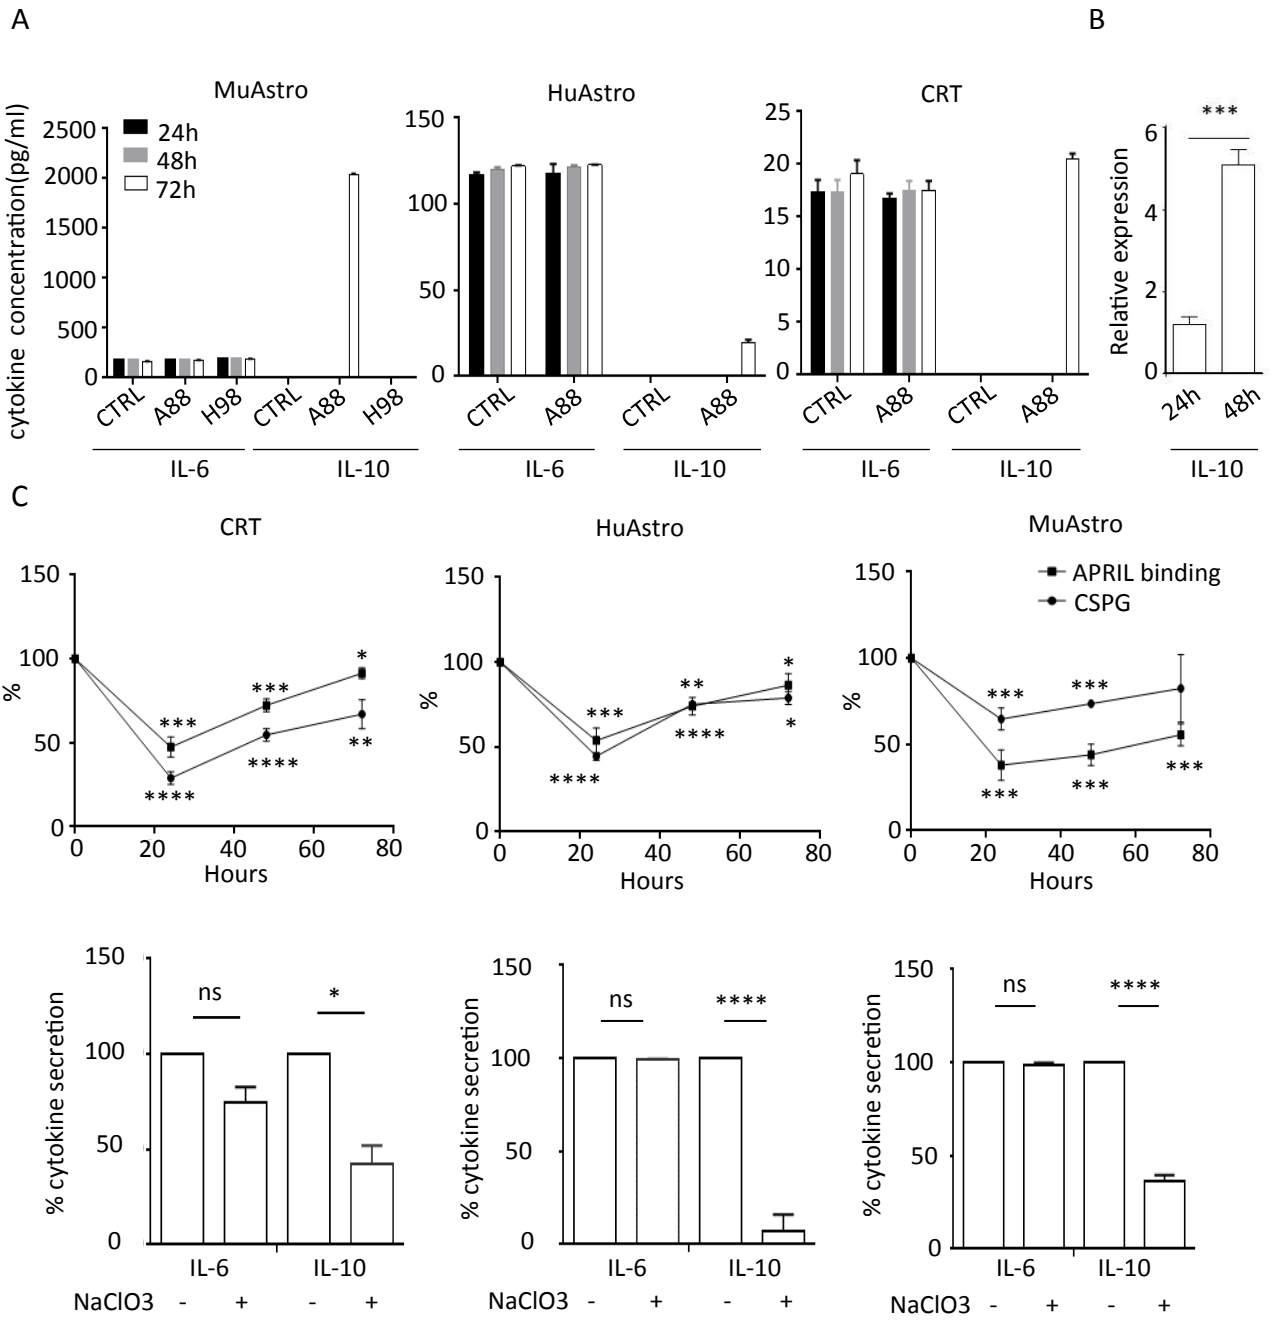 A
B
MuAstro
HuAstro
CRT
cytokine concentration(pg/ml)
2500
2000
1500
1000
500
0
24h
48h
72h
CTRL
A88
H98
CTRL
A88
H98
IL-6
IL-10
150
100
50
0
CTRL
A88
CTRL
A88
IL-6
IL-10
25
20
15
10
5
0
CTRL
A88
CTRL
A88
IL-6
IL-10
Relative expression
***
6
4
2
0
24h
48h
IL-10
C
CRT
%
150
100
50
0
***
***
*
****
****
**
0 20 40 60 80
Hours
HuAstro
%
150
100
50
0
***
**
*
****
****
*
0 20 40 60 80
Hours
MuAstro
APRIL binding
CSPG
%
150
100
50
0
***
***
***
***
***
0 20 40 60 80
Hours
% cytokine secretion
150
100
50
0
ns
*
IL-6
IL-10
NaClO3 - + - +
% cytokine secretion
150
100
50
0
ns
****
IL-6
IL-10
- + - +
% cytokine secretion
150
100
50
0
ns
****
IL-6
IL-10
NaClO3 - + - +